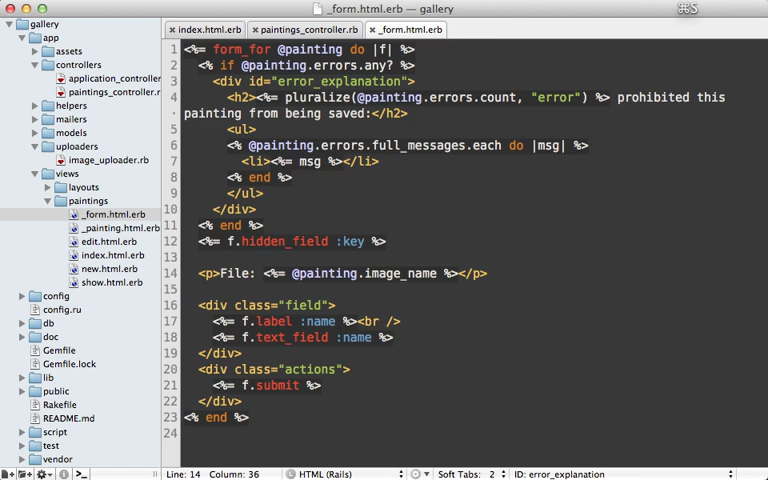 _form.html.erb — gallery
⌘S
gallery
app
assets
controllers
application_controller
paintings_controller.r
helpers
mailers
models
uploaders
image_uploader.rb
views
layouts
paintings
_form.html.erb
_painting.html.erb
edit.html.erb
index.html.erb
new.html.erb
show.html.erb
config
config.ru
db
doc
Gemfile
Gemfile.lock
lib
public
Rakefile
README.md
script
test
vendor
index.html.erb paintings_controller.rb _form.html.erb
1 <%= form_for @painting do |f| %>
2 <% if @painting.errors.any? %>
3 <div id="error_explanation">
4 <h2><%= pluralize(@painting.errors.count, "error") %> prohibited this
painting from being saved:</h2>
5 <ul>
6 <% @painting.errors.full_messages.each do |msg| %>
7 <li><%= msg %></li>
8 <% end %>
9 </ul>
10 </div>
11 <% end %>
12 <%= f.hidden_field :key %>
13
14 <p>File: <%= @painting.image_name %></p>
15
16 <div class="field">
17 <%= f.label :name %><br />
18 <%= f.text_field :name %>
19 </div>
20 <div class="actions">
21 <%= f.submit %>
22 </div>
23 <% end %>
24
Line: 14 Column: 36 HTML (Rails) Soft Tabs: 2 ID: error_explanation